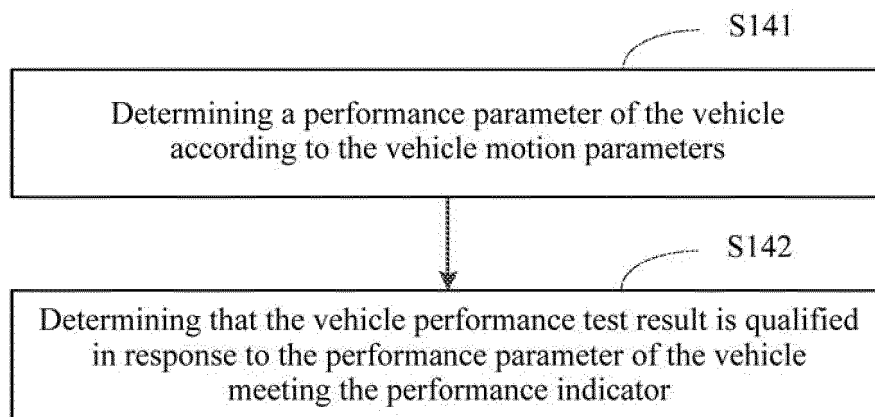 S141
Determining a performance parameter of the vehicle
according to the vehicle motion parameters
S142
Determining that the vehicle performance test result is qualified
in response to the performance parameter of the vehicle
meeting the performance indicator